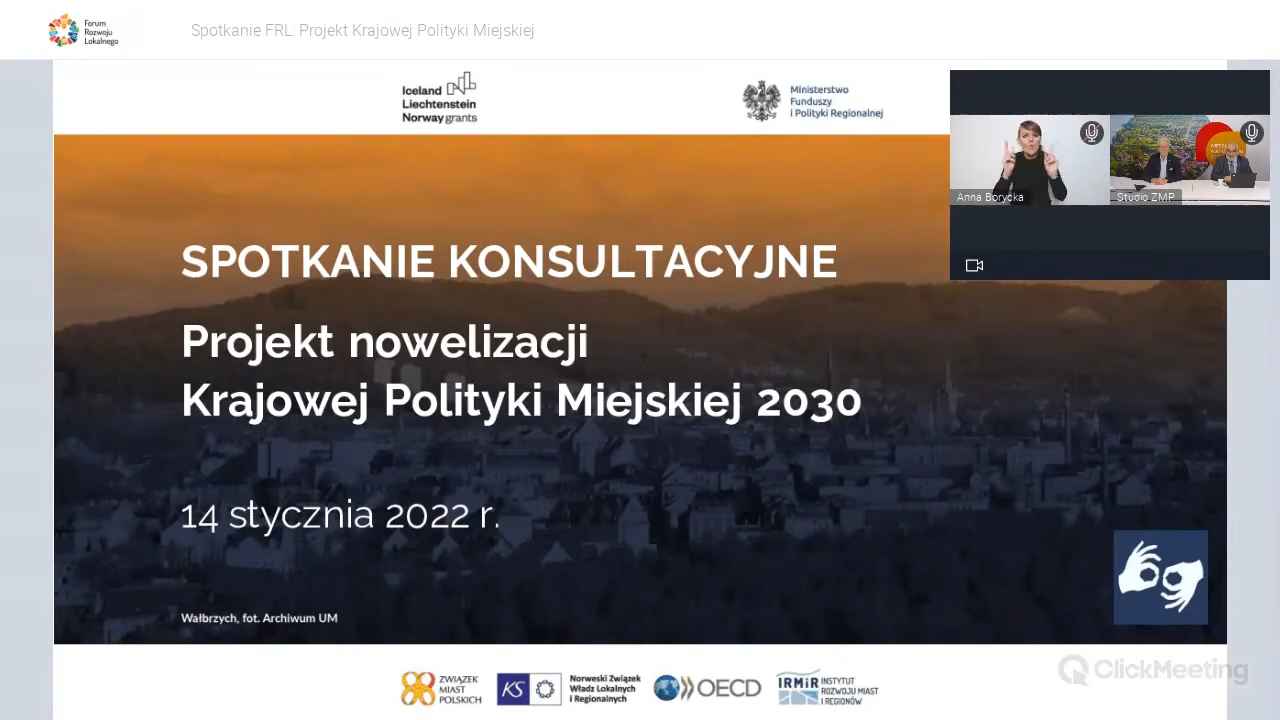 Forum
Rozwoju
Lokalnego
Spotkanie FRL: Projekt Krajowej Polityki Miejskiej
Iceland
Liechtenstein
Norway grants
Ministerstwo
Funduszy
i Polityki Regionalnej
Anna Borycka
Studio ZMP
SPOTKANIE KONSULTACYJNE
Projekt nowelizacji
Krajowej Polityki Miejskiej 2030
14 stycznia 2022 r.
Wałbrzych, fot. Archiwum UM
ZWIĄZEK
MIAST
POLSKICH
KS
Norweski Związek
Władz Lokalnych
i Regionalnych
OECD
IRMiR
INSTYTUT
ROZWOJU MIAST
I REGIONÓW
ClickMeeting